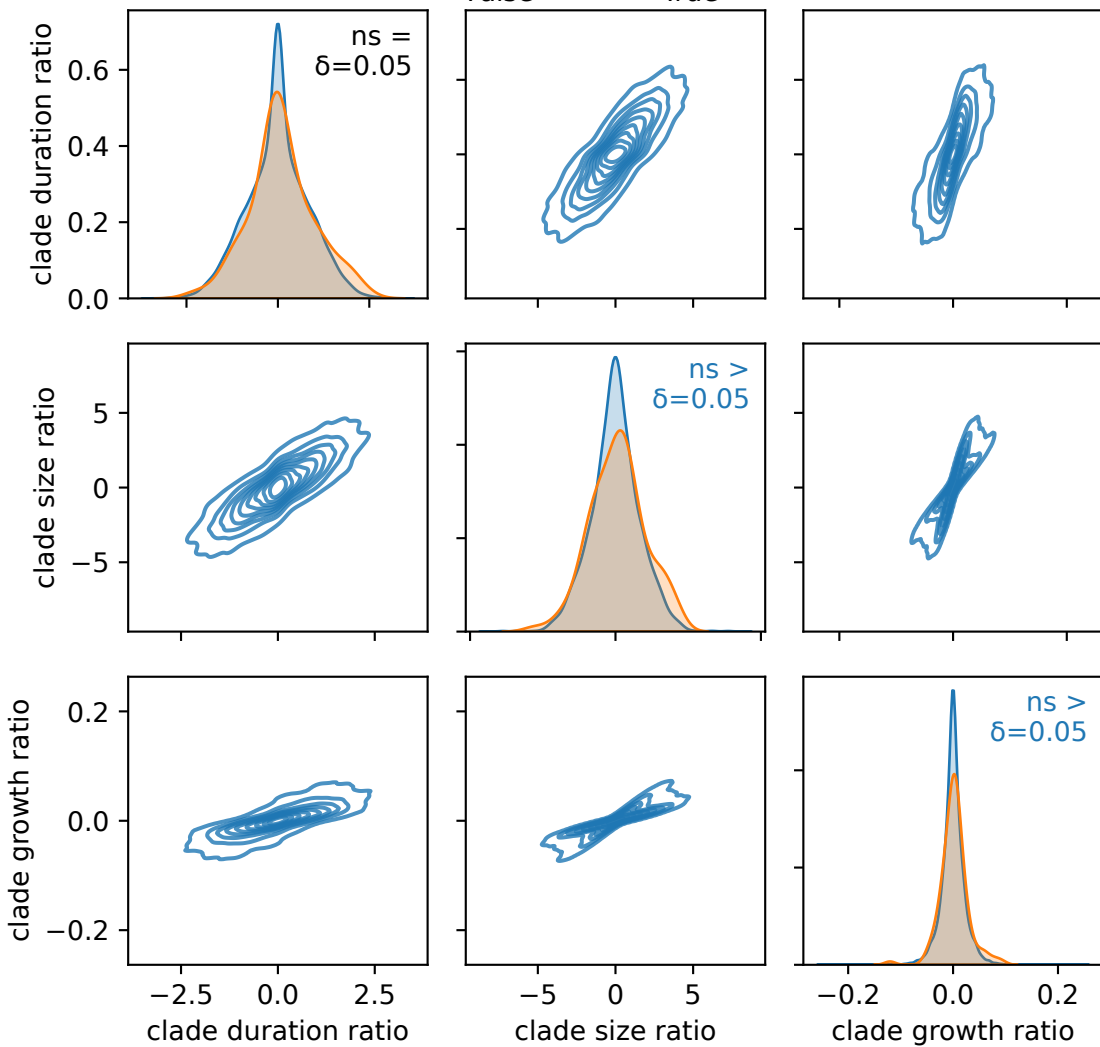 clade duration ratio
0.6
0.4
0.2
0.0
ns =
δ=0.05
clade size ratio
5
0
−5
ns >
δ=0.05
clade growth ratio
0.2
0.0
−0.2
ns >
δ=0.05
−2.5 0.0 2.5
−5 0 5
−0.2 0.0 0.2
clade duration ratio
clade size ratio
clade growth ratio